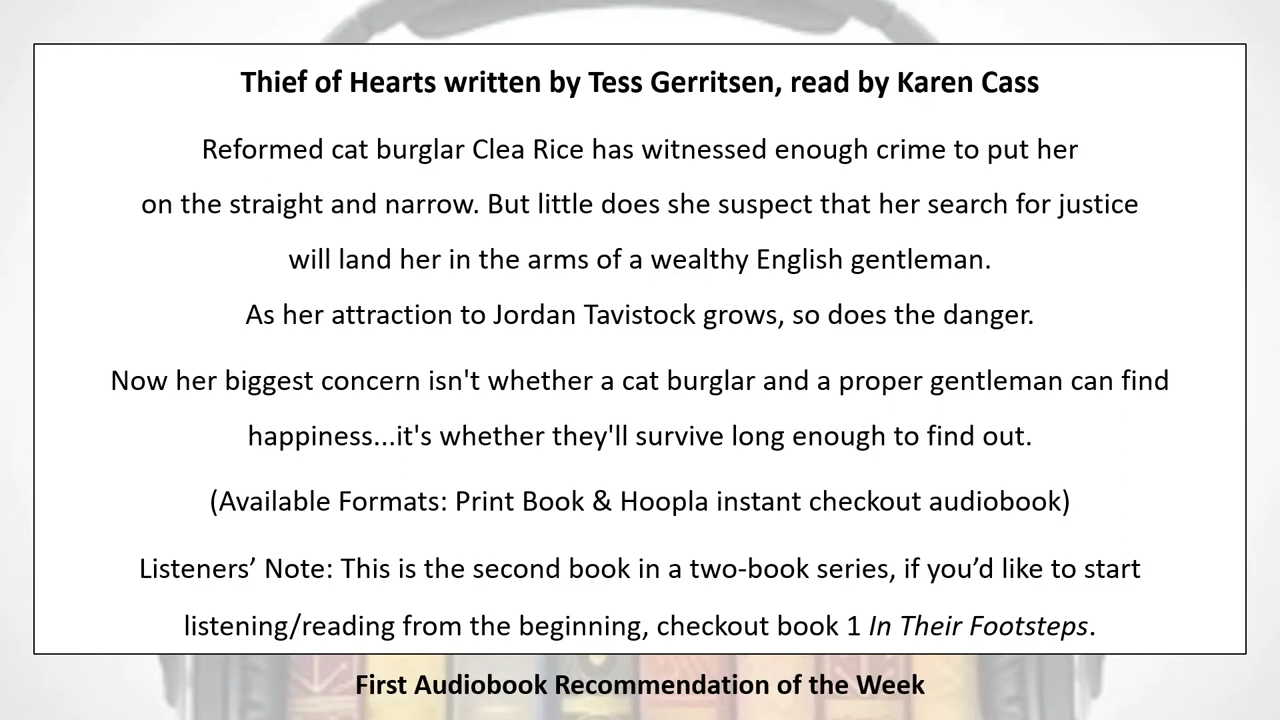 Thief of Hearts written by Tess Gerritsen, read by Karen Cass
Reformed cat burglar Clea Rice has witnessed enough crime to put her
on the straight and narrow. But little does she suspect that her search for justice
will land her in the arms of a wealthy English gentleman.
As her attraction to Jordan Tavistock grows, so does the danger.
Now her biggest concern isn't whether a cat burglar and a proper gentleman can find
happiness...it's whether they'll survive long enough to find out.
(Available Formats: Print Book & Hoopla instant checkout audiobook)
Listeners’ Note: This is the second book in a two-book series, if you’d like to start
listening/reading from the beginning, checkout book 1 In Their Footsteps.
First Audiobook Recommendation of the Week